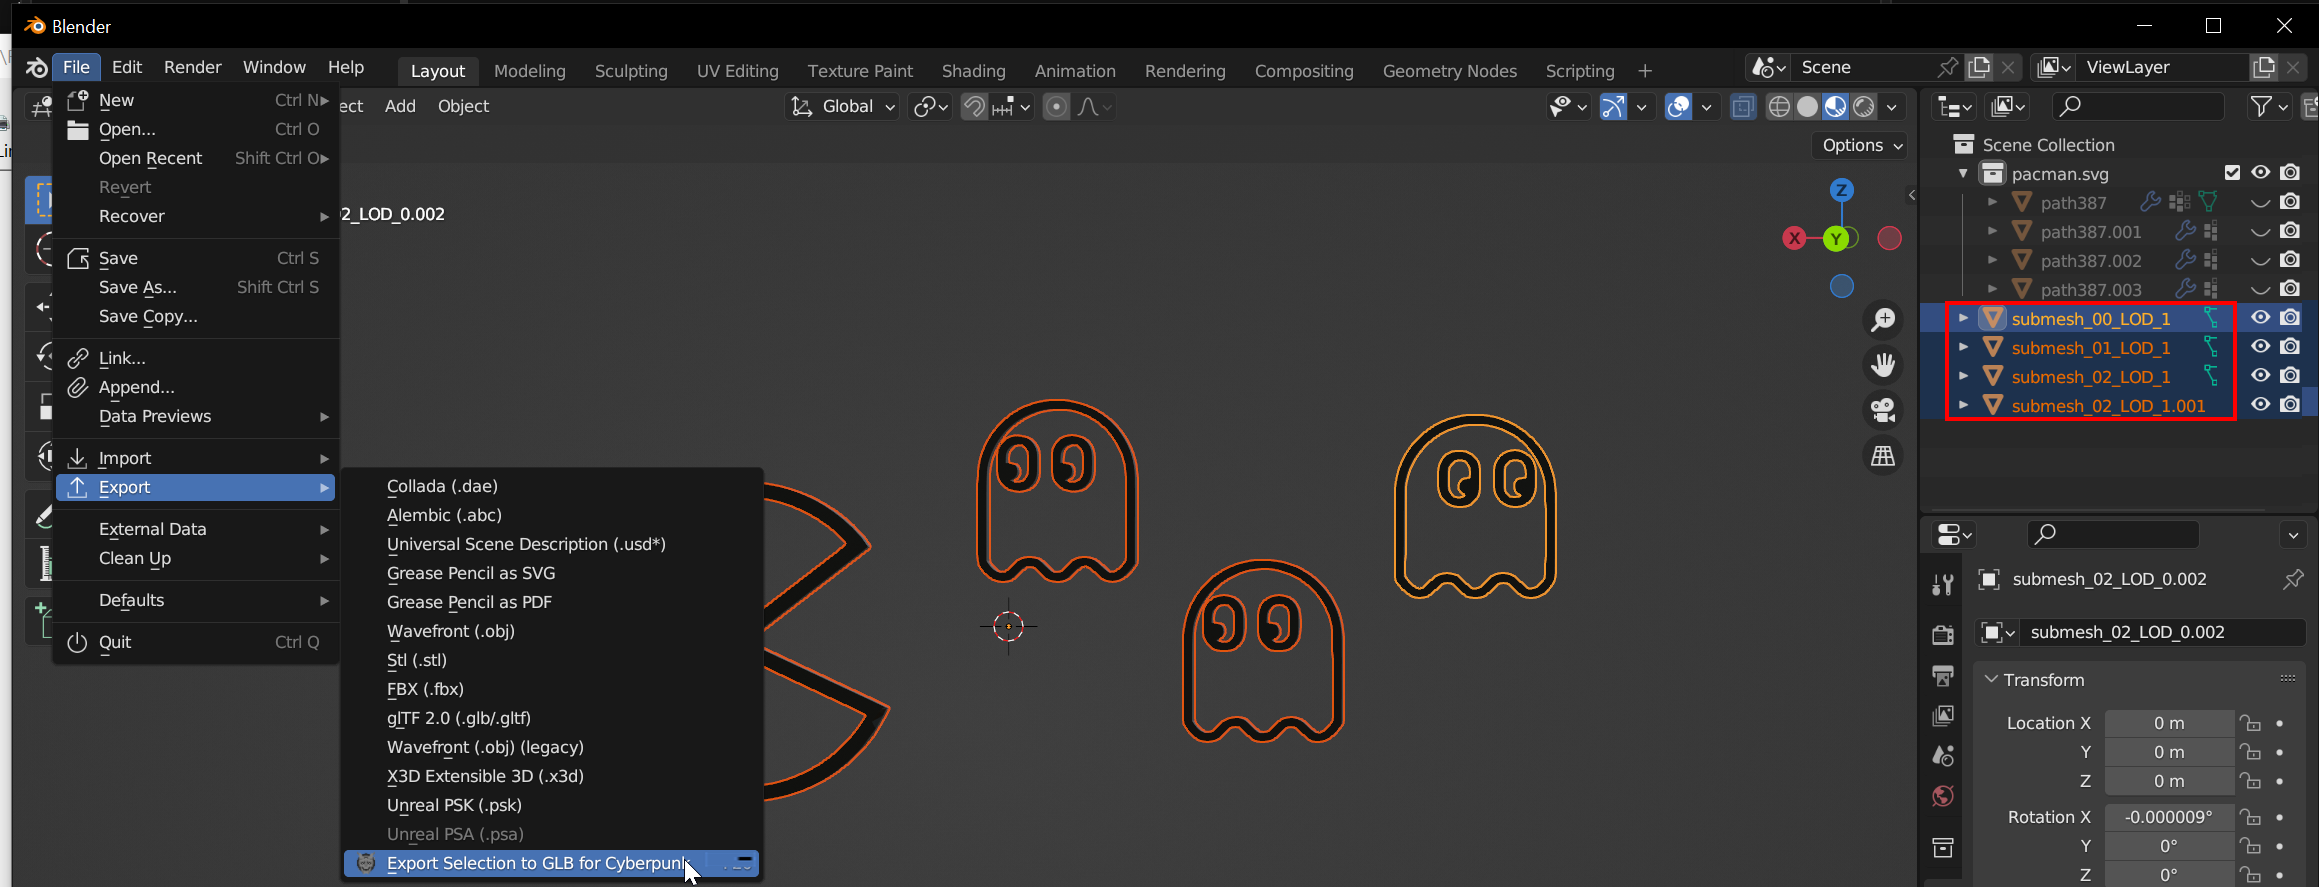 Blender
File Edit Render Window Help Layout Modeling Sculpting UV Editing Texture Paint Shading Animation Rendering Compositing Geometry Nodes Scripting + Scene ViewLayer
ect Add Object Global
Options
New Ctrl N
Open... Ctrl O
Open Recent Shift Ctrl O
Revert
Recover
Save Ctrl S
Save As... Shift Ctrl S
Save Copy...
Link...
Append...
Data Previews
Import
Export
External Data
Clean Up
Defaults
Quit Ctrl Q
2_LOD_0.002
Collada (.dae)
Alembic (.abc)
Universal Scene Description (.usd*)
Grease Pencil as SVG
Grease Pencil as PDF
Wavefront (.obj)
Stl (.stl)
FBX (.fbx)
glTF 2.0 (.glb/.gltf)
Wavefront (.obj) (legacy)
X3D Extensible 3D (.x3d)
Unreal PSK (.psk)
Unreal PSA (.psa)
Export Selection to GLB for Cyberpunk
Z
X
Y
Scene Collection
pacman.svg
path387
path387.001
path387.002
path387.003
submesh_00_LOD_1
submesh_01_LOD_1
submesh_02_LOD_1
submesh_02_LOD_1.001
submesh_02_LOD_0.002
submesh_02_LOD_0.002
Transform
Location X 0 m
Y 0 m
Z 0 m
Rotation X -0.000009°
Y 0°
Z 0°